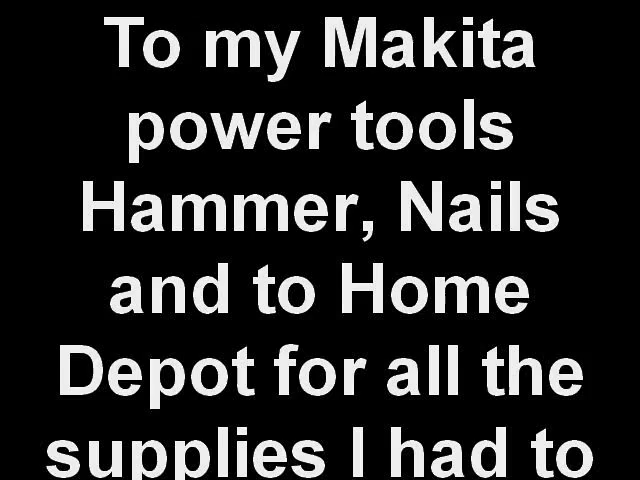 To my Makita
power tools
Hammer, Nails
and to Home
Depot for all the
supplies I had to